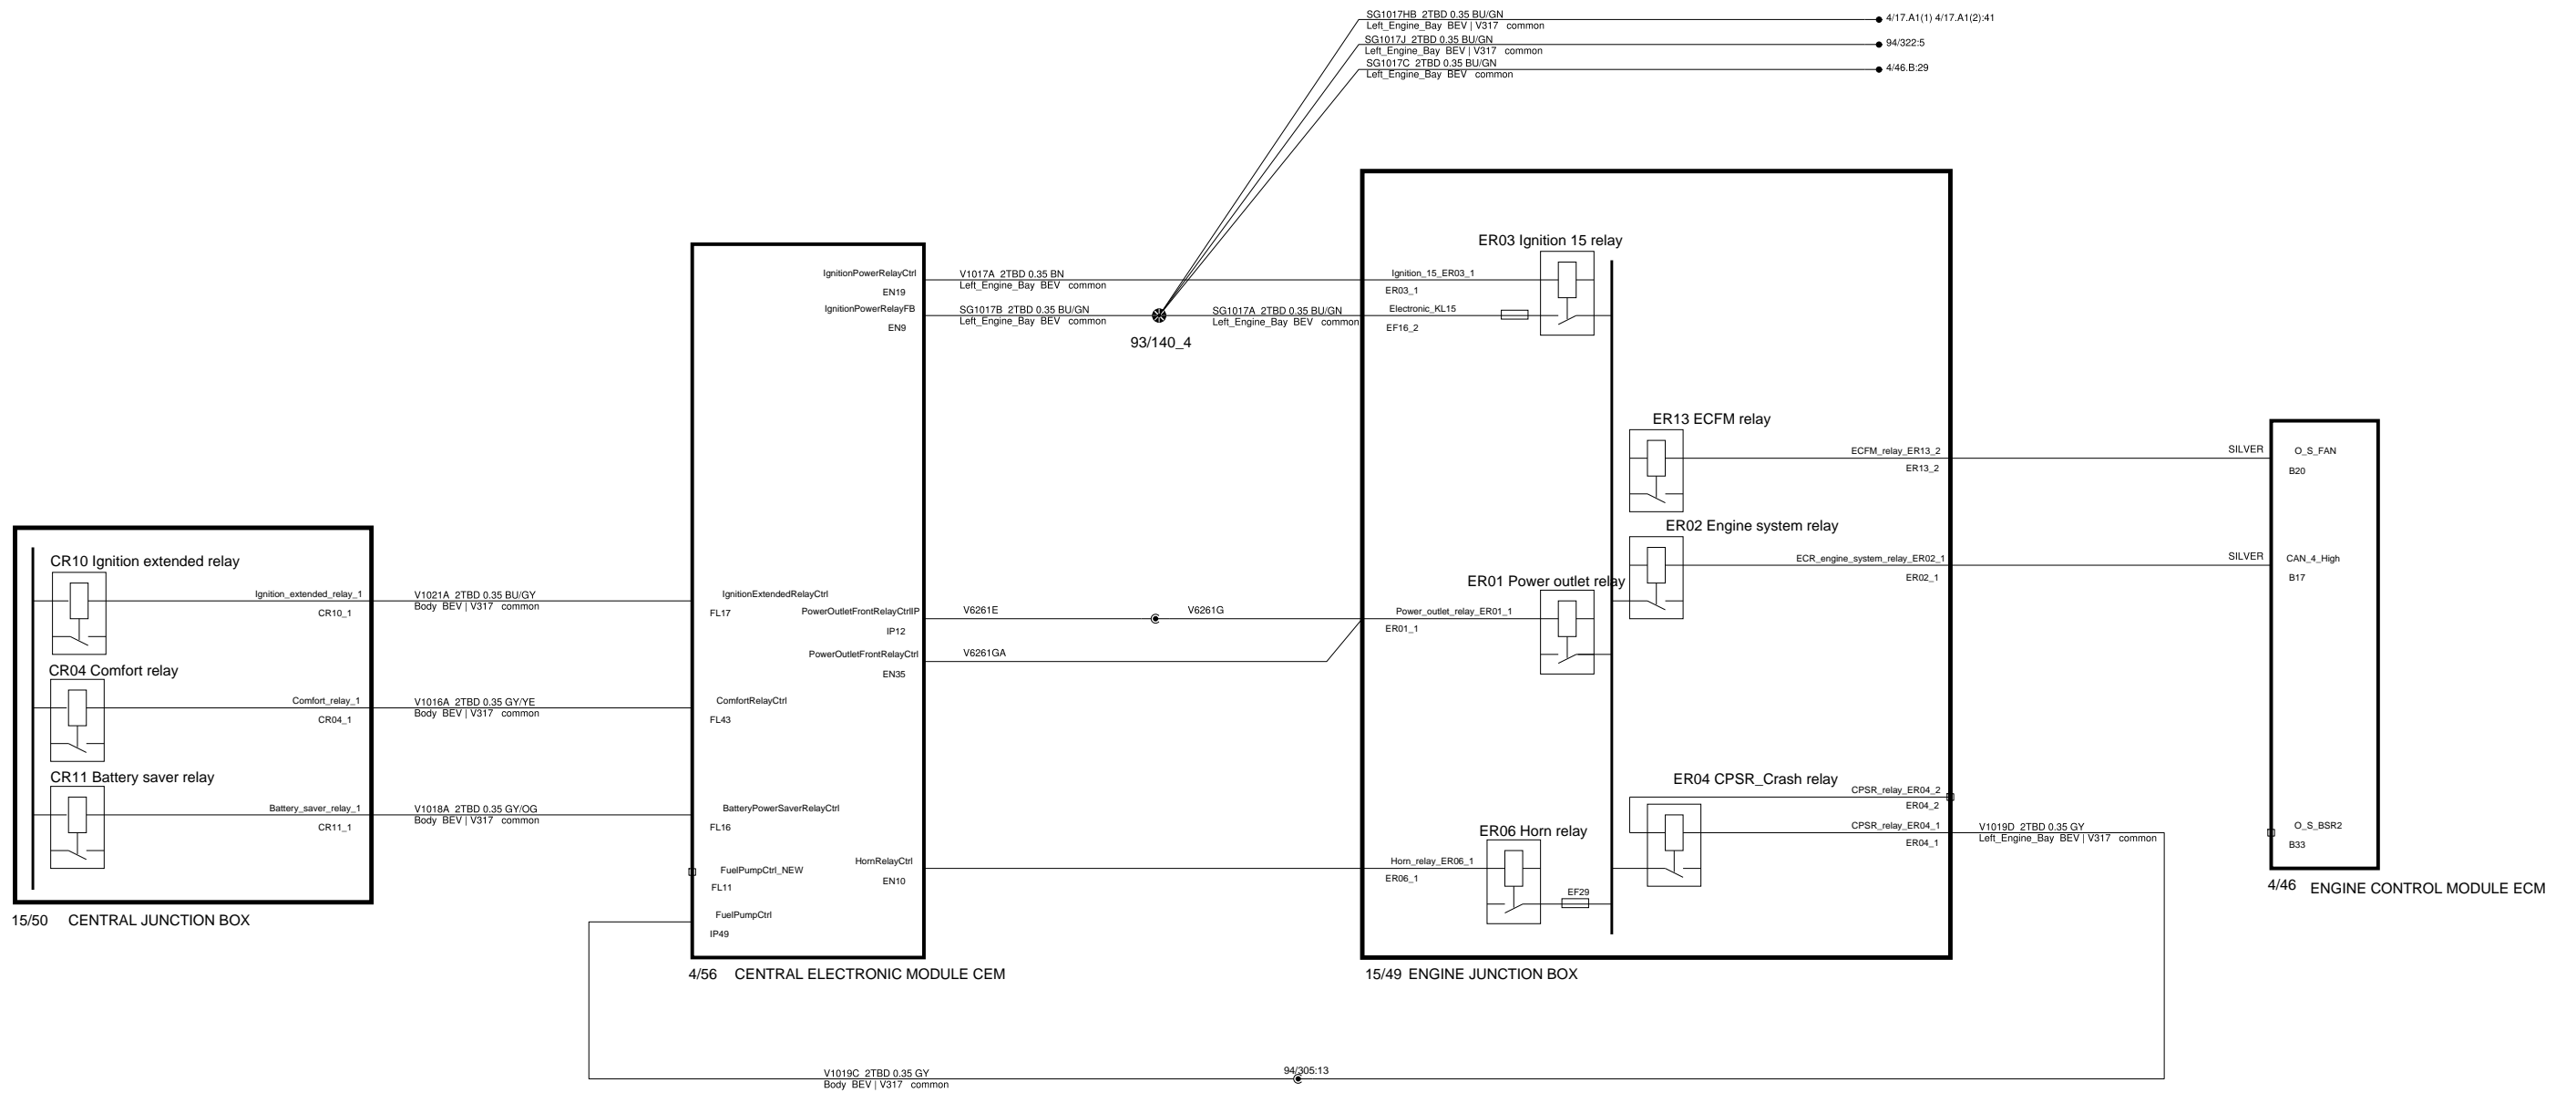 SG1017HB 2TBD 0.35 BU/GN
Left_Engine_Bay BEV | V317 common
4/17.A1(1) 4/17.A1(2):41
SG1017J 2TBD 0.35 BU/GN
Left_Engine_Bay BEV | V317 common
94/322:5
SG1017C 2TBD 0.35 BU/GN
Left_Engine_Bay BEV common
4/46.B:29
ER03 Ignition 15 relay
IgnitionPowerRelayCtrl
EN19
V1017A 2TBD 0.35 BN
Left_Engine_Bay BEV common
Ignition_15_ER03_1
ER03_1
IgnitionPowerRelayFB
EN9
SG1017B 2TBD 0.35 BU/GN
Left_Engine_Bay BEV common
93/140_4
SG1017A 2TBD 0.35 BU/GN
Left_Engine_Bay BEV common
Electronic_KL15
EF16_2
ER13 ECFM relay
ECFM_relay_ER13_2
ER13_2
SILVER
O_S_FAN
B20
ER02 Engine system relay
ECR_engine_system_relay_ER02_1
ER02_1
SILVER
CAN_4_High
B17
CR10 Ignition extended relay
Ignition_extended_relay_1
CR10_1
V1021A 2TBD 0.35 BU/GY
Body BEV | V317 common
IgnitionExtendedRelayCtrl
FL17
PowerOutletFrontRelayCtrlIP
IP12
V6261E
V6261G
ER01 Power outlet relay
Power_outlet_relay_ER01_1
ER01_1
PowerOutletFrontRelayCtrl
EN35
V6261GA
CR04 Comfort relay
Comfort_relay_1
CR04_1
V1016A 2TBD 0.35 GY/YE
Body BEV | V317 common
ComfortRelayCtrl
FL43
CR11 Battery saver relay
Battery_saver_relay_1
CR11_1
V1018A 2TBD 0.35 GY/OG
Body BEV | V317 common
BatteryPowerSaverRelayCtrl
FL16
ER04 CPSR_Crash relay
CPSR_relay_ER04_2
ER04_2
CPSR_relay_ER04_1
ER04_1
V1019D 2TBD 0.35 GY
Left_Engine_Bay BEV | V317 common
O_S_BSR2
B33
ER06 Horn relay
FuelPumpCtrl_NEW
FL11
HornRelayCtrl
EN10
Horn_relay_ER06_1
ER06_1
EF29
FuelPumpCtrl
IP49
4/46 ENGINE CONTROL MODULE ECM
15/50 CENTRAL JUNCTION BOX
4/56 CENTRAL ELECTRONIC MODULE CEM
15/49 ENGINE JUNCTION BOX
V1019C 2TBD 0.35 GY
Body BEV | V317 common
94/305:13